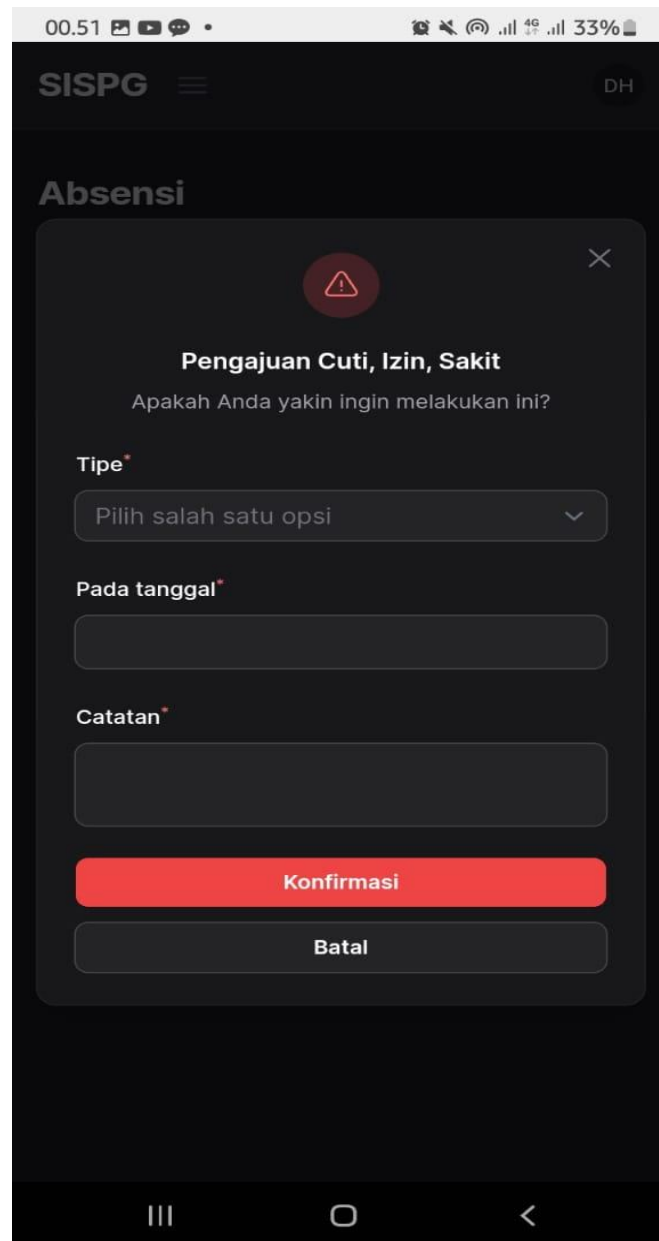 00.51 4G 33%
SISPG DH
Absensi
Pengajuan Cuti, Izin, Sakit
Apakah Anda yakin ingin melakukan ini?
Tipe*
Pilih salah satu opsi
Pada tanggal*
Catatan*
Konfirmasi
Batal